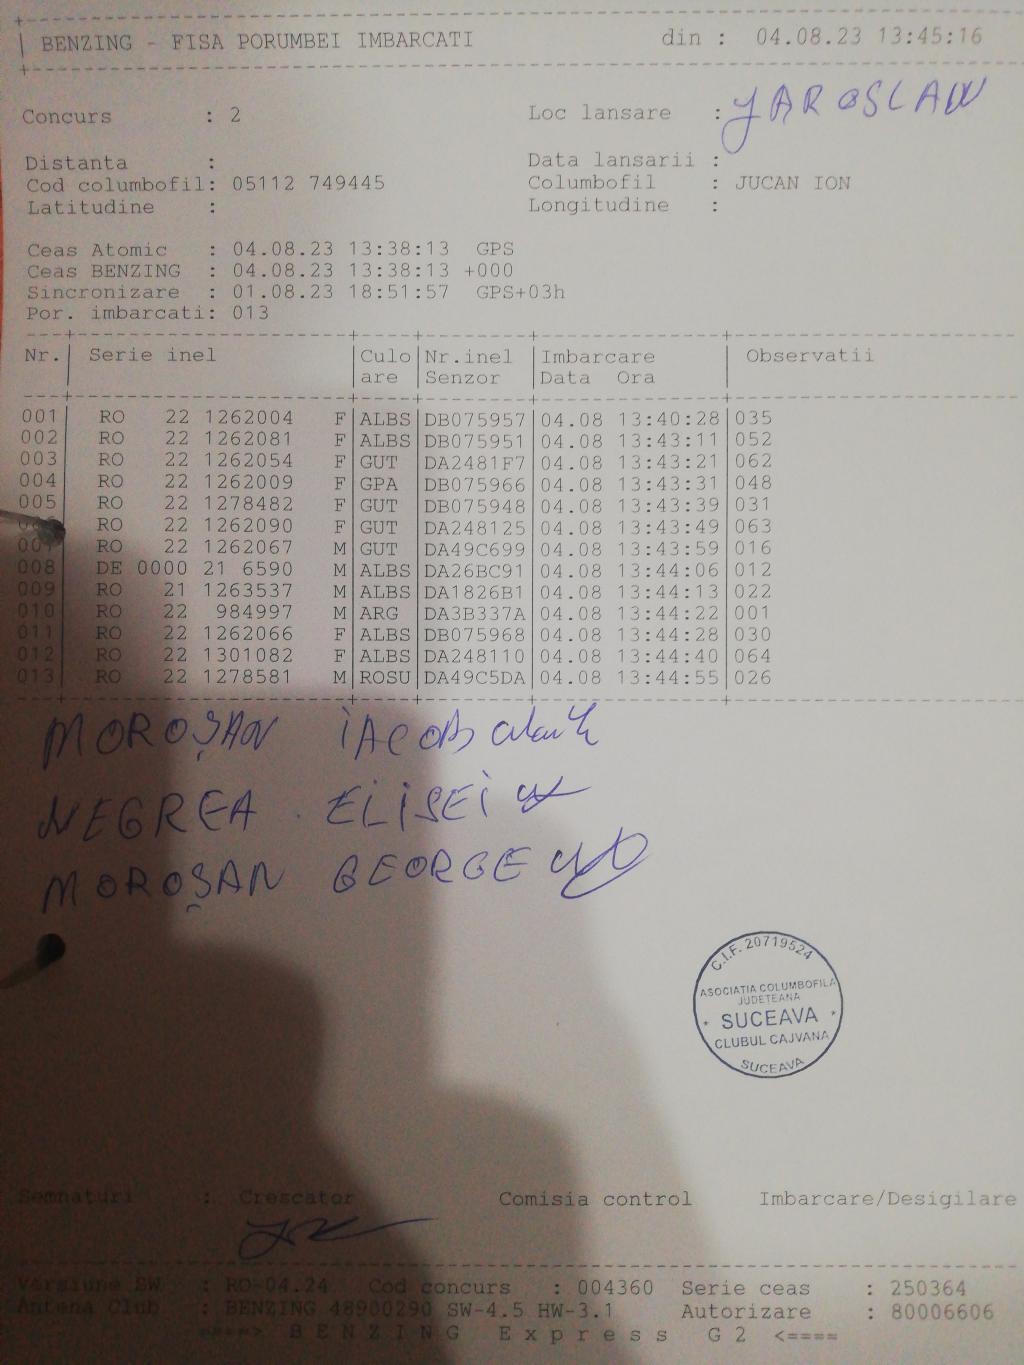 BENZING - FISA PORUMBEI IMBARCATI din : 04.08.23 13:45:16
Concurs : 2 Loc lansare : JAROSLAW
Distanta : Data lansarii :
Cod columbofil: 05112 749445 Columbofil : JUCAN ION
Latitudine : Longitudine :
Ceas Atomic : 04.08.23 13:38:13 GPS
Ceas BENZING : 04.08.23 13:38:13 +000
Sincronizare : 01.08.23 18:51:57 GPS+03h
Por. imbarcati: 013
Nr. Serie inel Culo Nr.inel Imbarcare Observatii
are Senzor Data Ora
001 RO 22 1262004 F ALBS DB075957 04.08 13:40:28 035
002 RO 22 1262081 F ALBS DB075951 04.08 13:43:11 052
003 RO 22 1262054 F GUT DA2481F7 04.08 13:43:21 062
004 RO 22 1262009 F GPA DB075966 04.08 13:43:31 048
005 RO 22 1278482 F GUT DB075948 04.08 13:43:39 031
006 RO 22 1262090 F GUT DA248125 04.08 13:43:49 063
007 RO 22 1262067 M GUT DA49C699 04.08 13:43:59 016
008 DE 0000 21 6590 M ALBS DA26BC91 04.08 13:44:06 012
009 RO 21 1263537 M ALBS DA1826B1 04.08 13:44:13 022
010 RO 22 984997 M ARG DA3B337A 04.08 13:44:22 001
011 RO 22 1262066 F ALBS DB075968 04.08 13:44:28 030
012 RO 22 1301082 F ALBS DA248110 04.08 13:44:40 064
013 RO 22 1278581 M ROSU DA49C5DA 04.08 13:44:55 026
MOROȘAN IACOB
NEGREA ELISEI
MOROȘAN GEORGE
C.I.F. 20719524
ASOCIATIA COLUMBOFILA
JUDETEANA
* SUCEAVA *
CLUBUL CAJVANA
SUCEAVA
Semnaturi : Crescator Comisia control Imbarcare/Desigilare
Versiune SW : RO-04.24 Cod concurs : 004360 Serie ceas : 250364
Antena Club : BENZING 48900290 SW-4.5 HW-3.1 Autorizare : 80006606
====> B E N Z I N G E x p r e s s G 2 <====